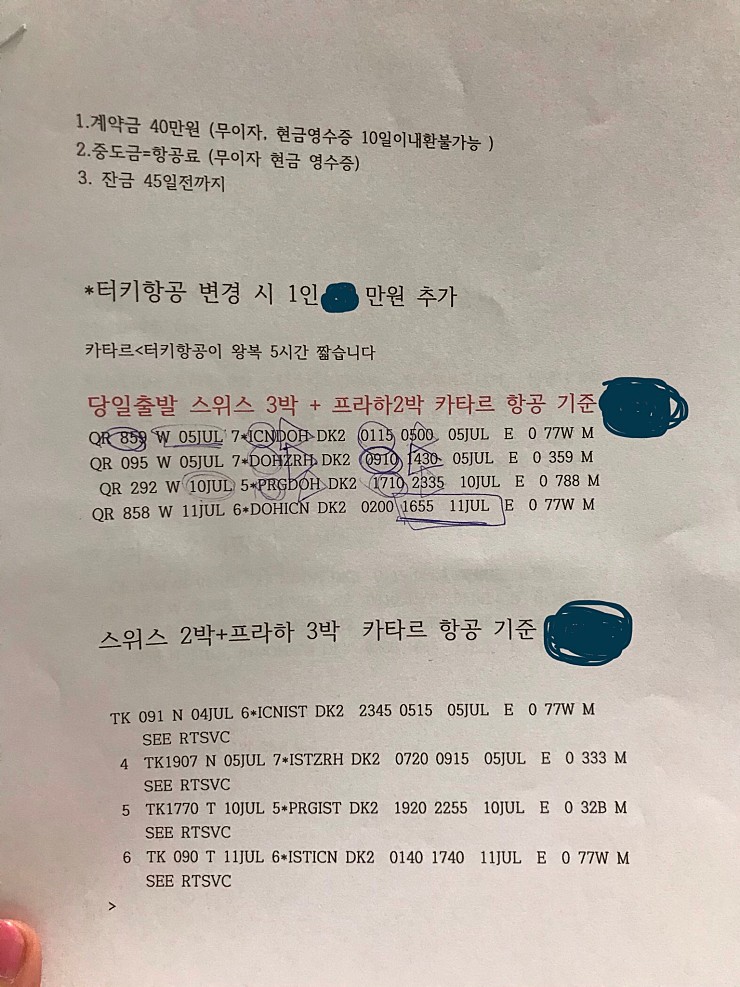 1.계약금 40만원 (무이자, 현금영수증 10일이내환불가능 )
2.중도금=항공료 (무이자 현금 영수증)
3. 잔금 45일전까지
*터키항공 변경 시 1인 만원 추가
카타르<터키항공이 왕복 5시간 짧습니다
당일출발 스위스 3박 + 프라하2박 카타르 항공 기준
QR 859 W 05JUL 7*ICNDOH DK2 0115 0500 05JUL E 0 77W M
QR 095 W 05JUL 7*DOHZRH DK2 0910 1430 05JUL E 0 359 M
QR 292 W 10JUL 5*PRGDOH DK2 1710 2335 10JUL E 0 788 M
QR 858 W 11JUL 6*DOHICN DK2 0200 1655 11JUL E 0 77W M
스위스 2박+프라하 3박 카타르 항공 기준
TK 091 N 04JUL 6*ICNIST DK2 2345 0515 05JUL E 0 77W M
SEE RTSVC
4 TK1907 N 05JUL 7*ISTZRH DK2 0720 0915 05JUL E 0 333 M
SEE RTSVC
5 TK1770 T 10JUL 5*PRGIST DK2 1920 2255 10JUL E 0 32B M
SEE RTSVC
6 TK 090 T 11JUL 6*ISTICN DK2 0140 1740 11JUL E 0 77W M
SEE RTSVC
>